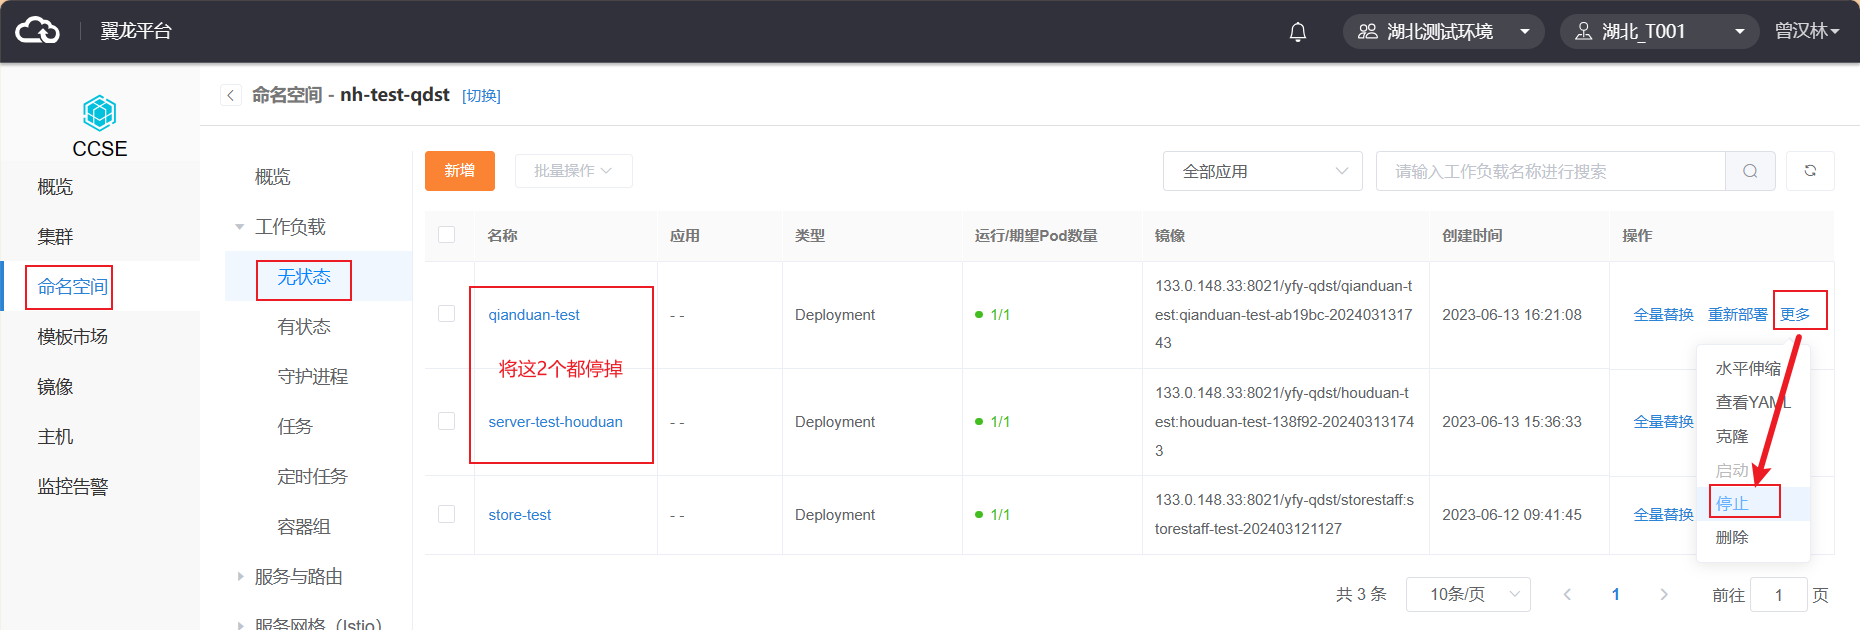 翼龙平台
湖北测试环境
湖北_T001
曾汉林
CCSE
概览
集群
命名空间
模板市场
镜像
主机
监控告警
命名空间 - nh-test-qdst [切换]
概览
工作负载
无状态
有状态
守护进程
任务
定时任务
容器组
服务与路由
服务网格（Istio）
新增
批量操作
全部应用
请输入工作负载名称进行搜索
名称 应用 类型 运行/期望Pod数量 镜像 创建时间 操作
qianduan-test - - Deployment 1/1
133.0.148.33:8021/yfy-qdst/qianduan-t
est:qianduan-test-ab19bc-2024031317
43
2023-06-13 16:21:08 全量替换 重新部署 更多
将这2个都停掉
server-test-houduan - - Deployment 1/1
133.0.148.33:8021/yfy-qdst/houduan-t
est:houduan-test-138f92-20240313174
3
2023-06-13 15:36:33 全量替换
store-test - - Deployment 1/1
133.0.148.33:8021/yfy-qdst/storestaff:s
torestaff-test-202403121127
2023-06-12 09:41:45 全量替换
水平伸缩
查看YAML
克隆
启动
停止
删除
共 3 条 10条/页 1 前往 1 页